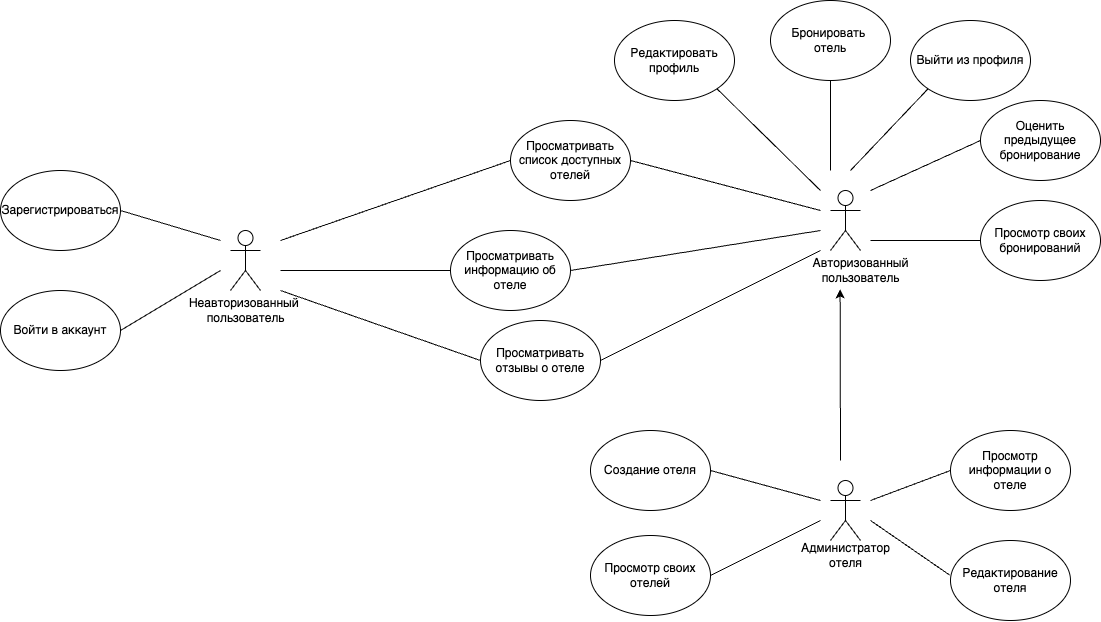 Бронировать
отель
Редактировать
профиль
Выйти из профиля
Оценить
предыдущее
бронирование
Просматривать
список доступных
отелей
Зарегистрироваться
Просмотр своих
бронирований
Просматривать
информацию об
отеле
Авторизованный
пользователь
Неавторизованный
пользователь
Войти в аккаунт
Просматривать
отзывы о отеле
Создание отеля
Просмотр
информации о
отеле
Администратор
отеля
Просмотр своих
отелей
Редактирование
отеля